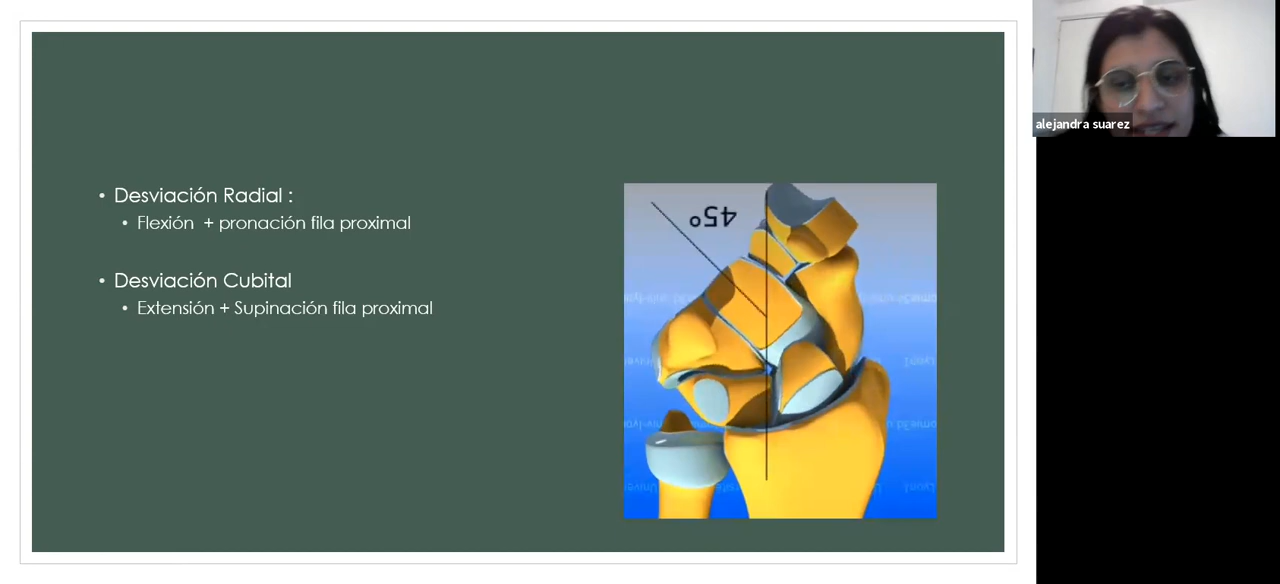 Desviación Radial :
Flexión + pronación fila proximal
Desviación Cubital
Extensión + Supinación fila proximal
45°
alejandra suarez